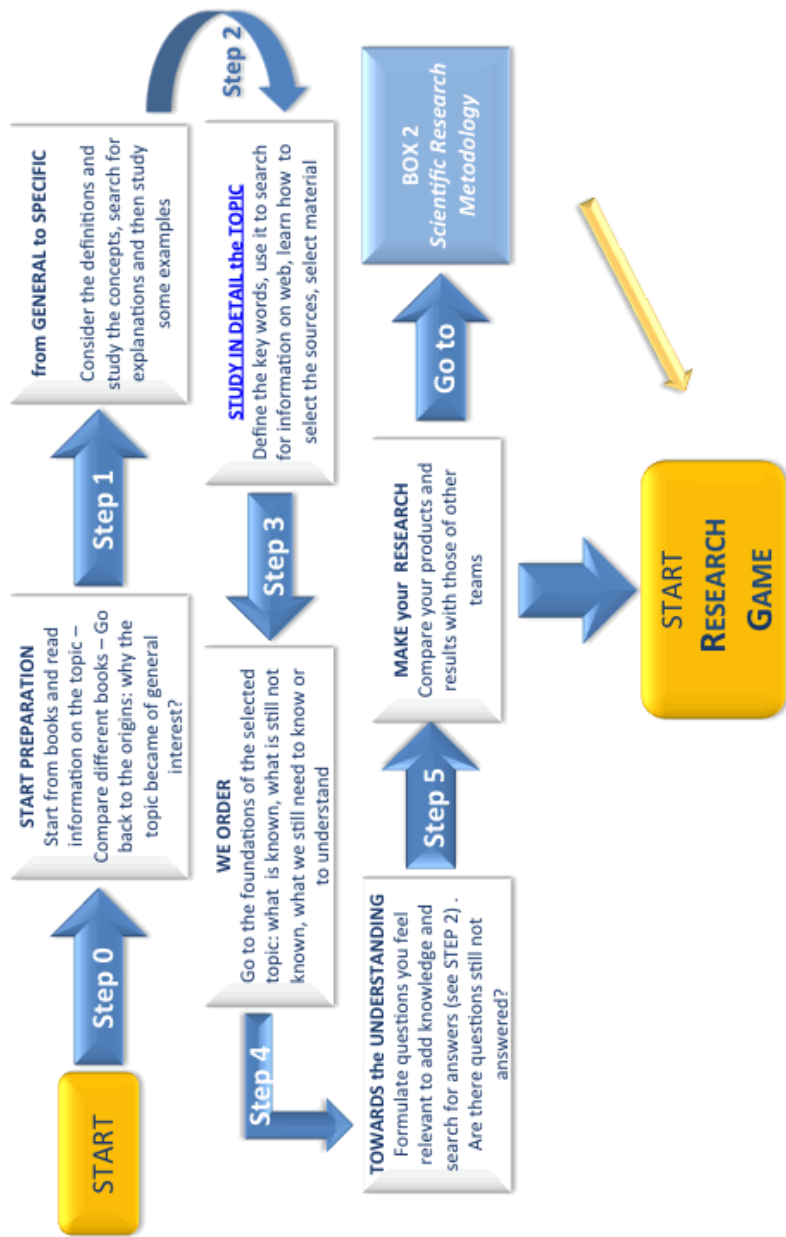 START
Step 0
START PREPARATION
Start from books and read
information on the topic –
Compare different books – Go
back to the origins: why the
topic became of general
interest?
Step 1
from GENERAL to SPECIFIC
Consider the definitions and
study the concepts, search for
explanations and then study
some examples
Step 2
STUDY IN DETAIL the TOPIC
Define the key words, use it to search
for information on web, learn how to
select the sources, select material
Step 3
WE ORDER
Go to the foundations of the selected
topic: what is known, what is still not
known, what we still need to know or
to understand
Step 4
TOWARDS the UNDERSTANDING
Formulate questions you feel
relevant to add knowledge and
search for answers (see STEP 2) .
Are there questions still not
answered?
Step 5
MAKE your RESEARCH
Compare your products and
results with those of other
teams
Go to
BOX 2
Scientific Research
Metodology
START
RESEARCH
GAME